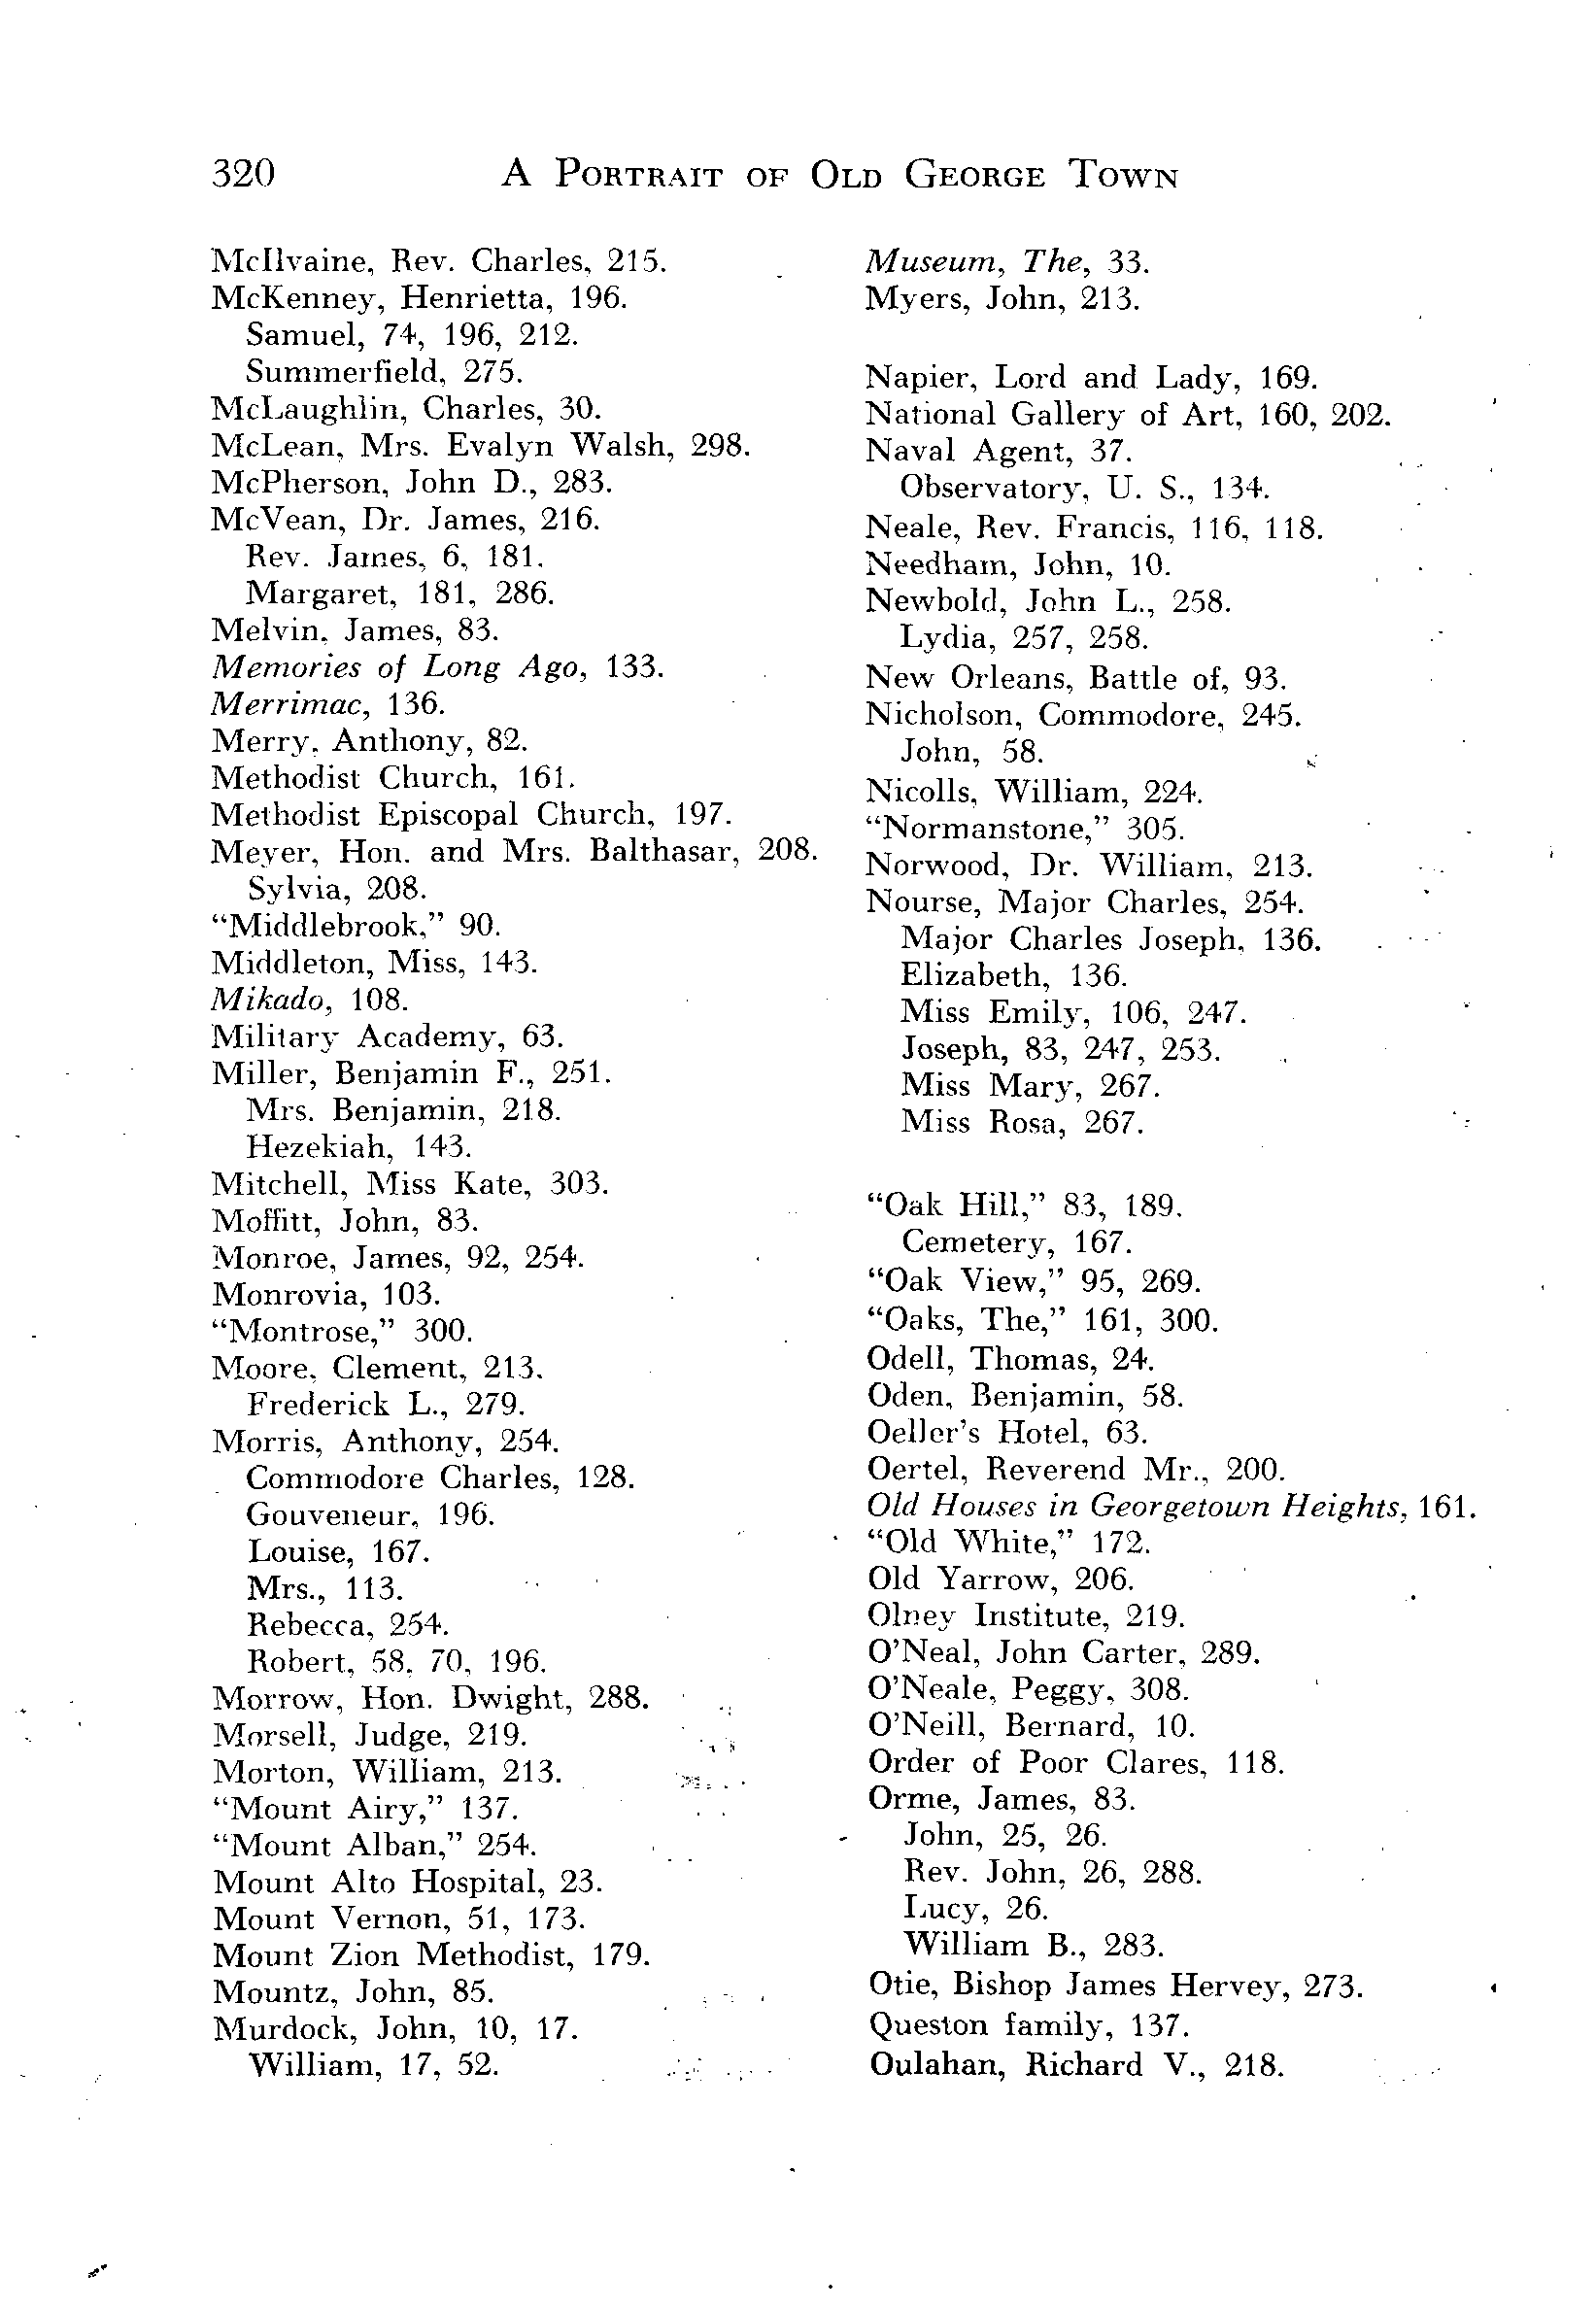 320 A Portrait of Old George Town
McIlvaine, Rev. Charles, 215.
McKenney, Henrietta, 196.
Samuel, 74, 196, 212.
Summerfield, 275.
McLaughlin, Charles, 30.
McLean, Mrs. Evalyn Walsh, 298.
McPherson, John D., 283.
McVean, Dr. James, 216.
Rev. James, 6, 181.
Margaret, 181, 286.
Melvin, James, 83.
Memories of Long Ago, 133.
Merrimac, 136.
Merry, Anthony, 82.
Methodist Church, 161.
Methodist Episcopal Church, 197.
Meyer, Hon. and Mrs. Balthasar, 208.
Sylvia, 208.
“Middlebrook,” 90.
Middleton, Miss, 143.
Mikado, 108.
Military Academy, 63.
Miller, Benjamin F., 251.
Mrs. Benjamin, 218.
Hezekiah, 143.
Mitchell, Miss Kate, 303.
Moffitt, John, 83.
Monroe, James, 92, 254.
Monrovia, 103.
“Montrose,” 300.
Moore, Clement, 213.
Frederick L., 279.
Morris, Anthony, 254.
Commodore Charles, 128.
Gouveneur, 196.
Louise, 167.
Mrs., 113.
Rebecca, 254.
Robert, 58, 70, 196.
Morrow, Hon. Dwight, 288.
Morsell, Judge, 219.
Morton, William, 213.
“Mount Airy,” 137.
“Mount Alban,” 254.
Mount Alto Hospital, 23.
Mount Vernon, 51, 173.
Mount Zion Methodist, 179.
Mountz, John, 85.
Murdock, John, 10, 17.
William, 17, 52.
Museum, The, 33.
Myers, John, 213.
Napier, Lord and Lady, 169.
National Gallery of Art, 160, 202.
Naval Agent, 37.
Observatory, U. S., 134.
Neale, Rev. Francis, 116, 118.
Needham, John, 10.
Newbold, John L., 258.
Lydia, 257, 258.
New Orleans, Battle of, 93.
Nicholson, Commodore, 245.
John, 58.
Nicolls, William, 224.
“Normanstone,” 305.
Norwood, Dr. William, 213.
Nourse, Major Charles, 254.
Major Charles Joseph, 136.
Elizabeth, 136.
Miss Emily, 106, 247.
Joseph, 83, 247, 253.
Miss Mary, 267.
Miss Rosa, 267.
“Oak Hill,” 83, 189.
Cemetery, 167.
“Oak View,” 95, 269.
“Oaks, The,” 161, 300.
Odell, Thomas, 24.
Oden, Benjamin, 58.
Oeller’s Hotel, 63.
Oertel, Reverend Mr., 200.
Old Houses in Georgetown Heights, 161.
“Old White,” 172.
Old Yarrow, 206.
Olney Institute, 219.
O’Neal, John Carter, 289.
O’Neale, Peggy, 308.
O’Neill, Bernard, 10.
Order of Poor Clares, 118.
Orme, James, 83.
John, 25, 26.
Rev. John, 26, 288.
Lucy, 26.
William B., 283.
Otie, Bishop James Hervey, 273.
Queston family, 137.
Oulahan, Richard V., 218.